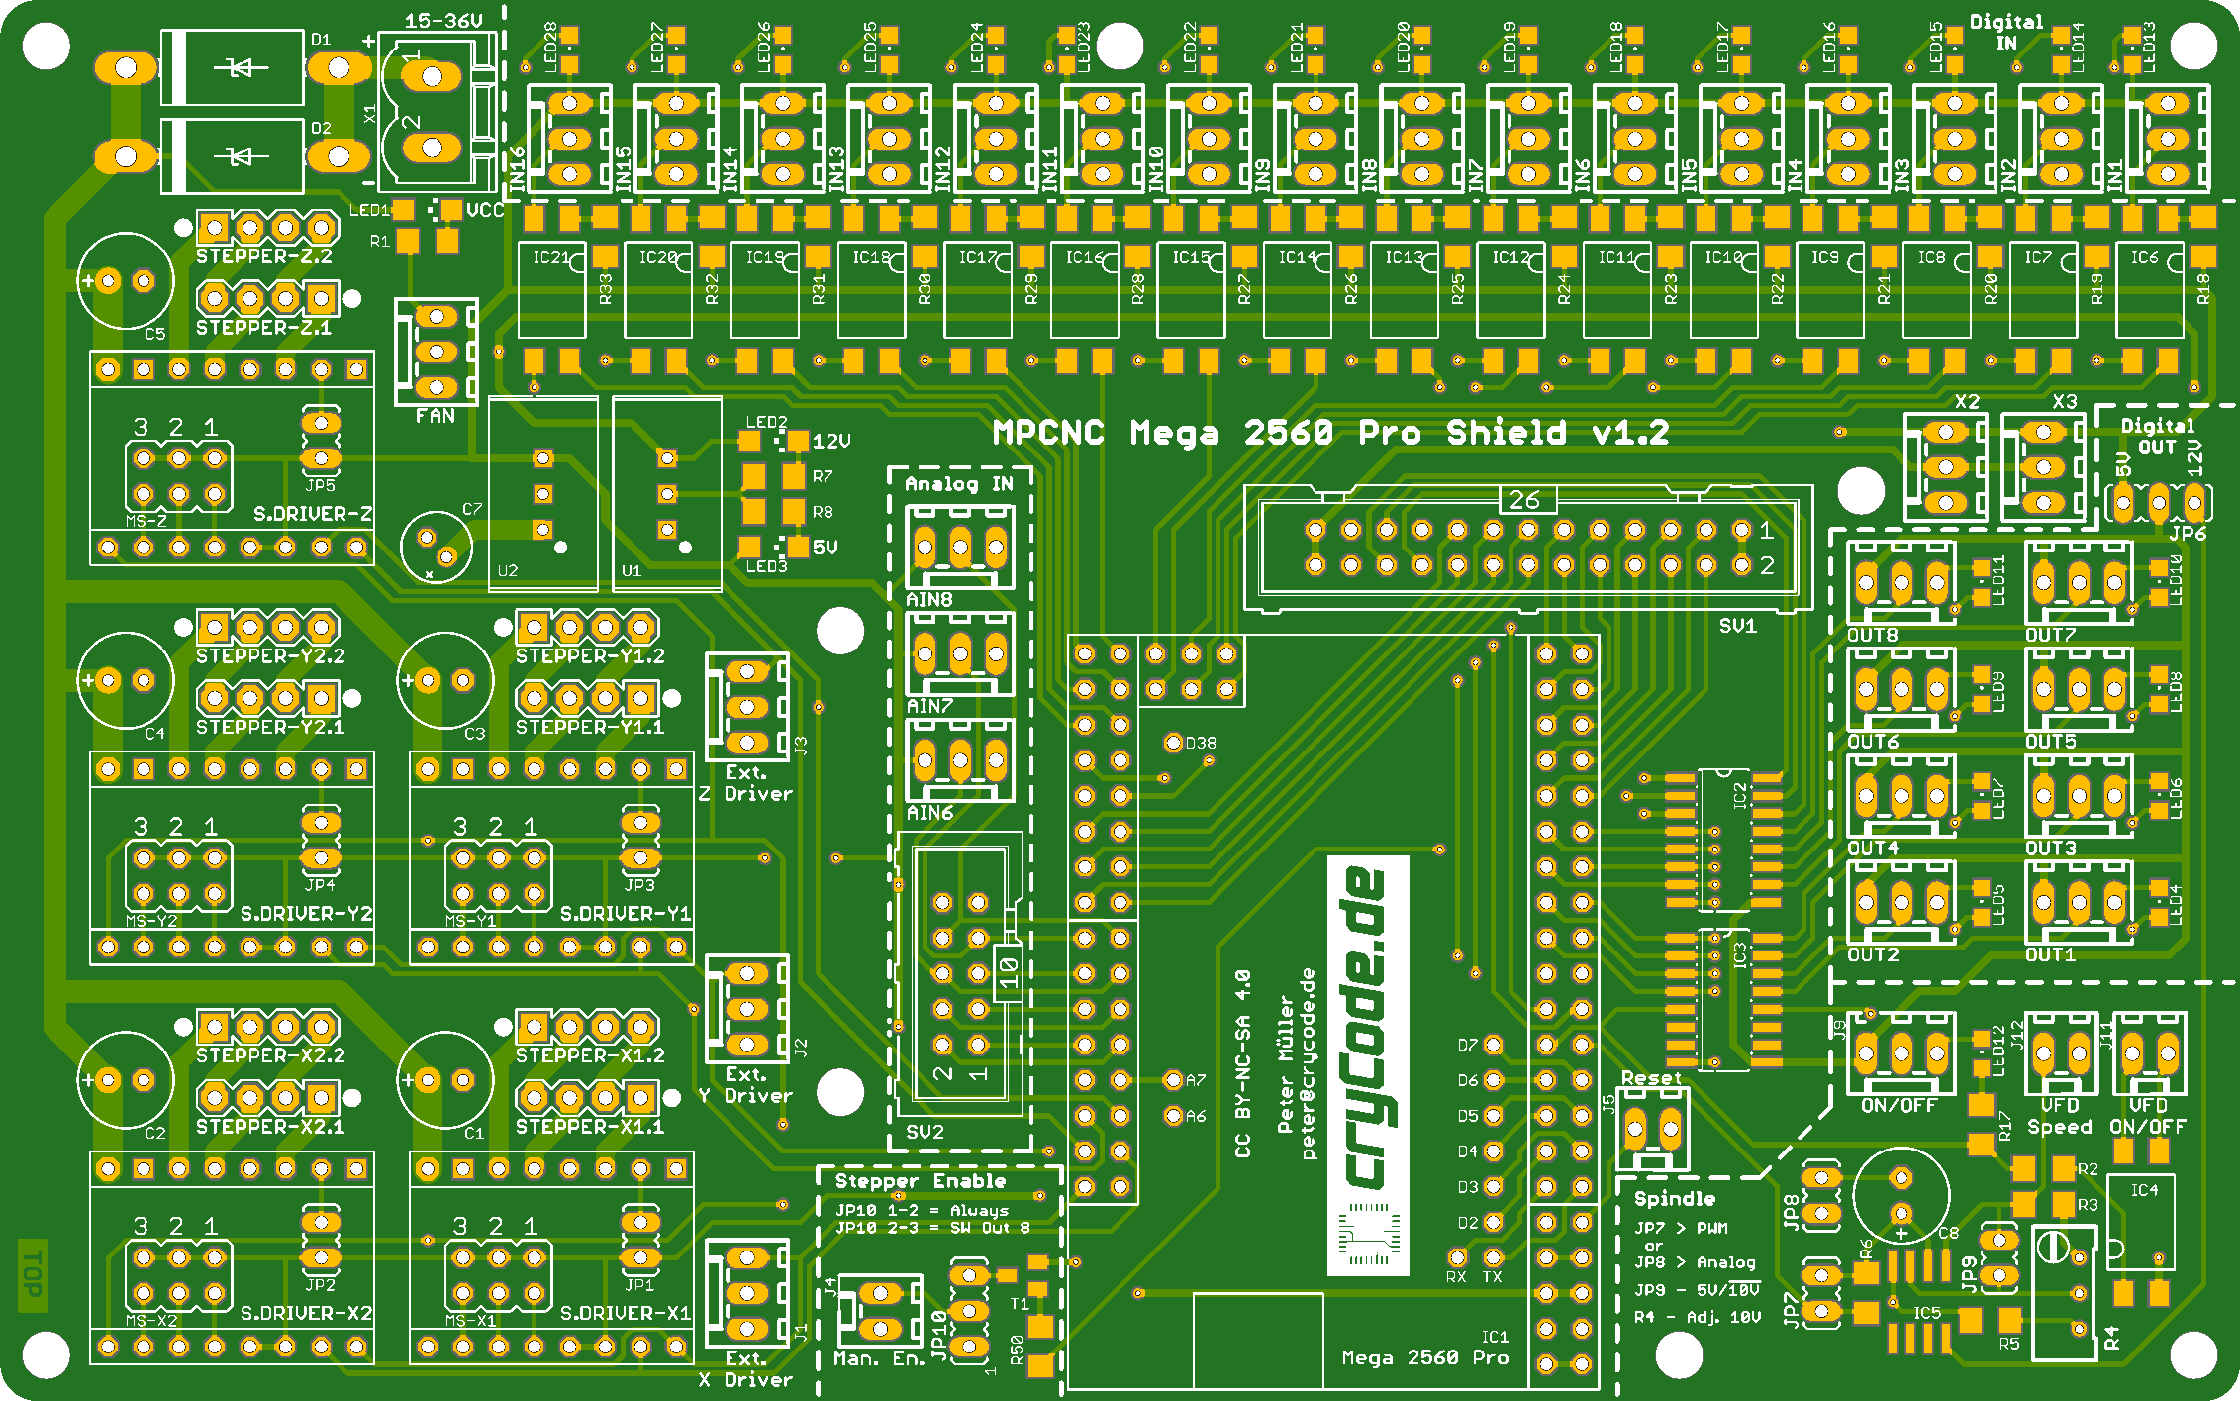 15-36V
D1
D2
+
X1
1
2
-
LED1
VCC
R1
LED28
LED27
LED26
LED25
LED24
LED23
LED22
LED21
LED20
LED19
LED18
LED17
LED16
LED15
LED14
LED13
Digital
IN
IN16
IN15
IN14
IN13
IN12
IN11
IN10
IN9
IN8
IN7
IN6
IN5
IN4
IN3
IN2
IN1
IC21
IC20
IC19
IC18
IC17
IC16
IC15
IC14
IC13
IC12
IC11
IC10
IC9
IC8
IC7
IC6
R33
R32
R31
R30
R29
R28
R27
R26
R25
R24
R23
R22
R21
R20
R19
R18
STEPPER-Z.2
STEPPER-Z.1
+
C5
FAN
3 2 1
JP5
MS-Z
S.DRIVER-Z
C7
U2
U1
LED2
12V
R7
R8
5V
LED3
MPCNC Mega 2560 Pro Shield v1.2
Analog IN
AIN8
AIN7
AIN6
26
1
2
SV1
X2
X3
Digital
OUT
5V
12V
JP6
OUT8
LED11
OUT7
LED10
OUT6
LED9
OUT5
LED8
OUT4
LED7
OUT3
LED6
OUT2
LED5
OUT1
LED4
STEPPER-Y2.2
STEPPER-Y2.1
+
C4
STEPPER-Y1.2
STEPPER-Y1.1
+
C3
J3
Ext.
Z Driver
3 2 1
JP4
MS-Y2
S.DRIVER-Y2
3 2 1
JP3
MS-Y1
S.DRIVER-Y1
J2
Ext.
Y Driver
10
2
1
SV2
D38
A7
A6
IC2
IC3
CC BY-NC-SA 4.0
Peter Müller
peter@crycode.de
cryCode.de
D7
D6
D5
D4
D3
D2
RX
TX
IC1
Mega 2560 Pro
STEPPER-X2.2
STEPPER-X2.1
+
C2
STEPPER-X1.2
STEPPER-X1.1
+
C1
3 2 1
JP2
MS-X2
S.DRIVER-X2
3 2 1
JP1
MS-X1
S.DRIVER-X1
J1
Ext.
X Driver
TOP
Stepper Enable
JP10 1-2 = Always
JP10 2-3 = SW Out 8
J4
Man. En.
JP10
1
T1
R50
Reset
J5
Spindle
JP7 > PWM
or
JP8 > Analog
JP9 - 5V/10V
R4 - Adj. 10V
J9
ON/OFF
LED12
J12
VFD
Speed
J11
VFD
ON/OFF
R17
R2
R3
JP8
JP7
+
C8
R6
IC5
JP9
R5
R4
IC4